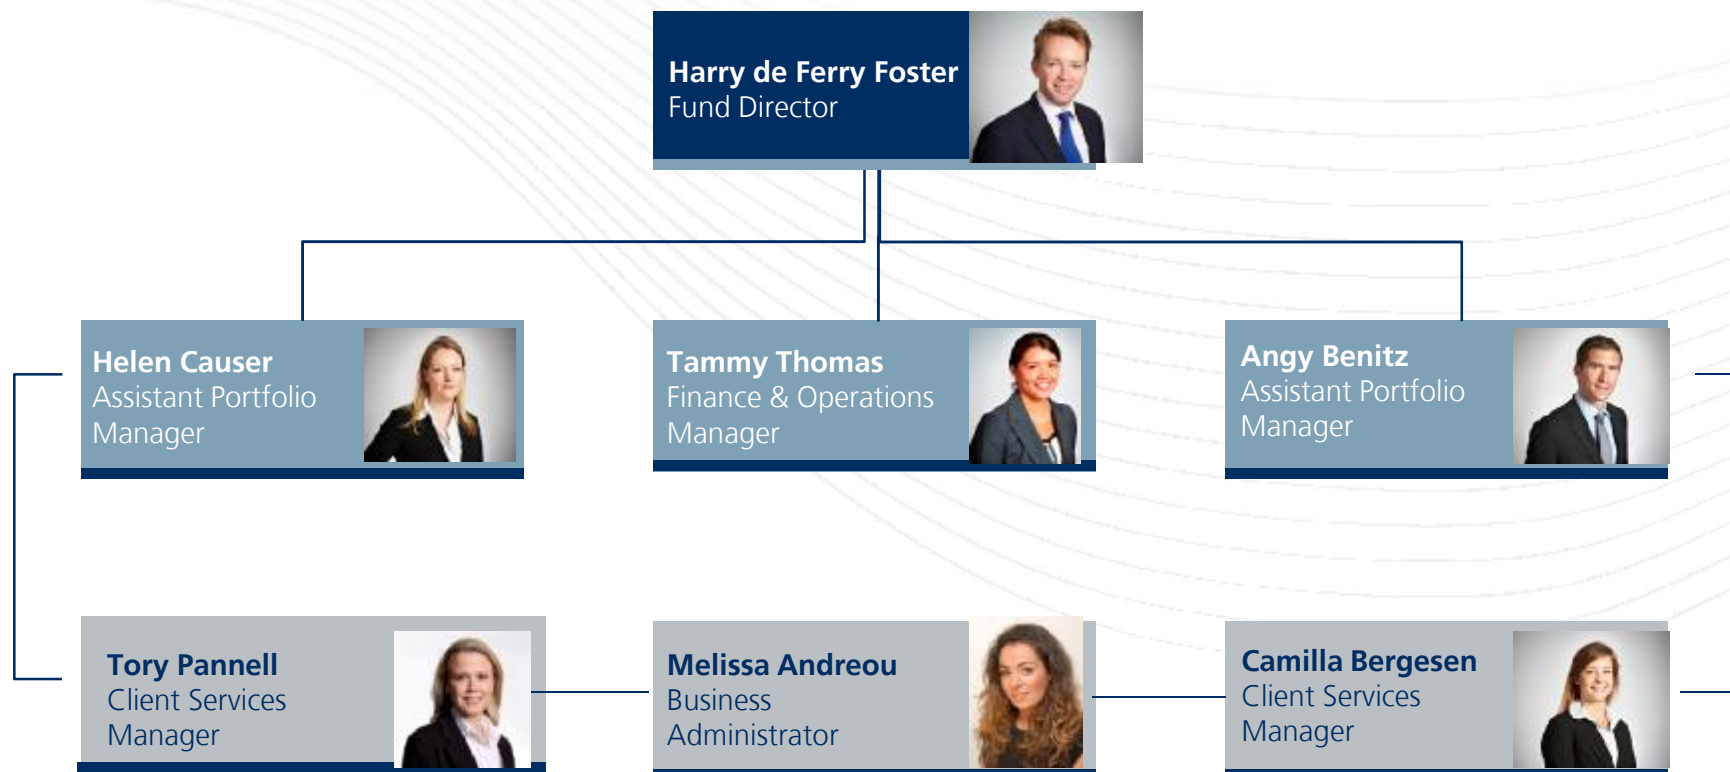 Harry de Ferry Foster
Fund Director
Helen Causer
Assistant Portfolio
Manager
Tammy Thomas
Finance & Operations
Manager
Angy Benitz
Assistant Portfolio
Manager
Tory Pannell
Client Services
Manager
Melissa Andreou
Business
Administrator
Camilla Bergesen
Client Services
Manager